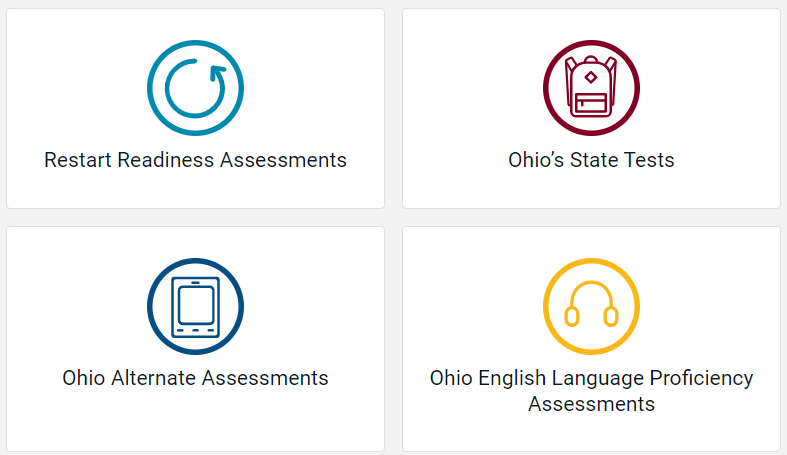 Restart Readiness Assessments
Ohio’s State Tests
Ohio Alternate Assessments
Ohio English Language Proficiency
Assessments